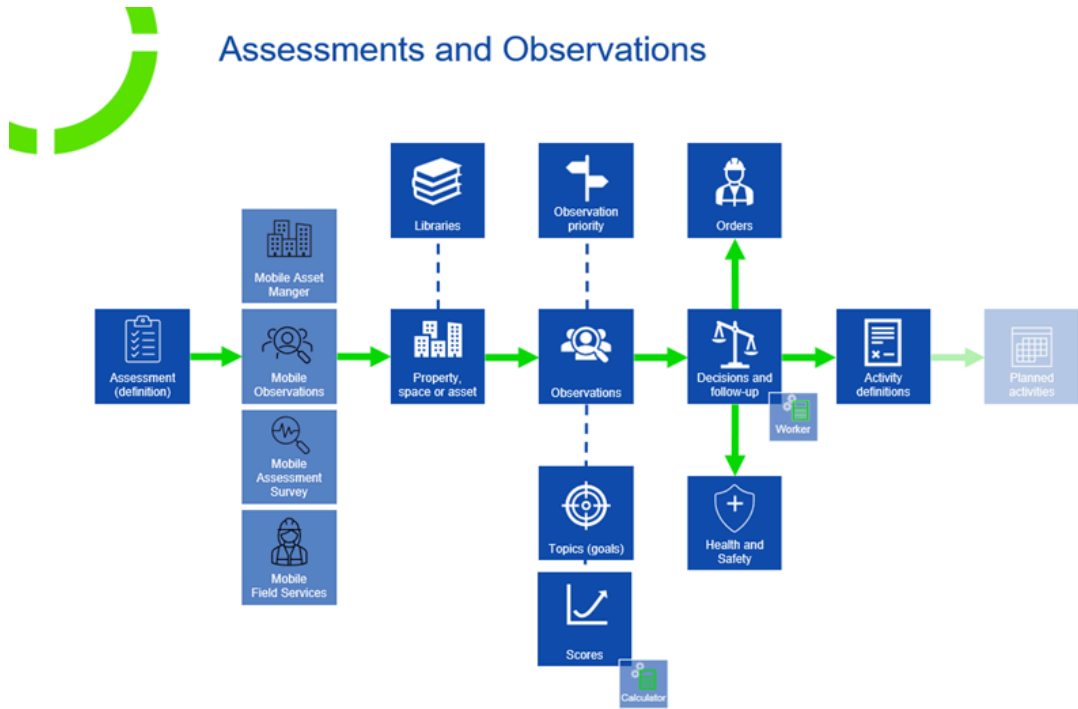 Assessments and Observations
Libraries
Observation
priority
Orders
Mobile Asset
Manger
Assessment
(definition)
Mobile
Observations
Property,
space or asset
Observations
Decisions and
follow-up
Activity
definitions
Planned
activities
Worker
Mobile
Assessment
Survey
Topics (goals)
Health and
Safety
Mobile
Field Services
Scores
Calculator